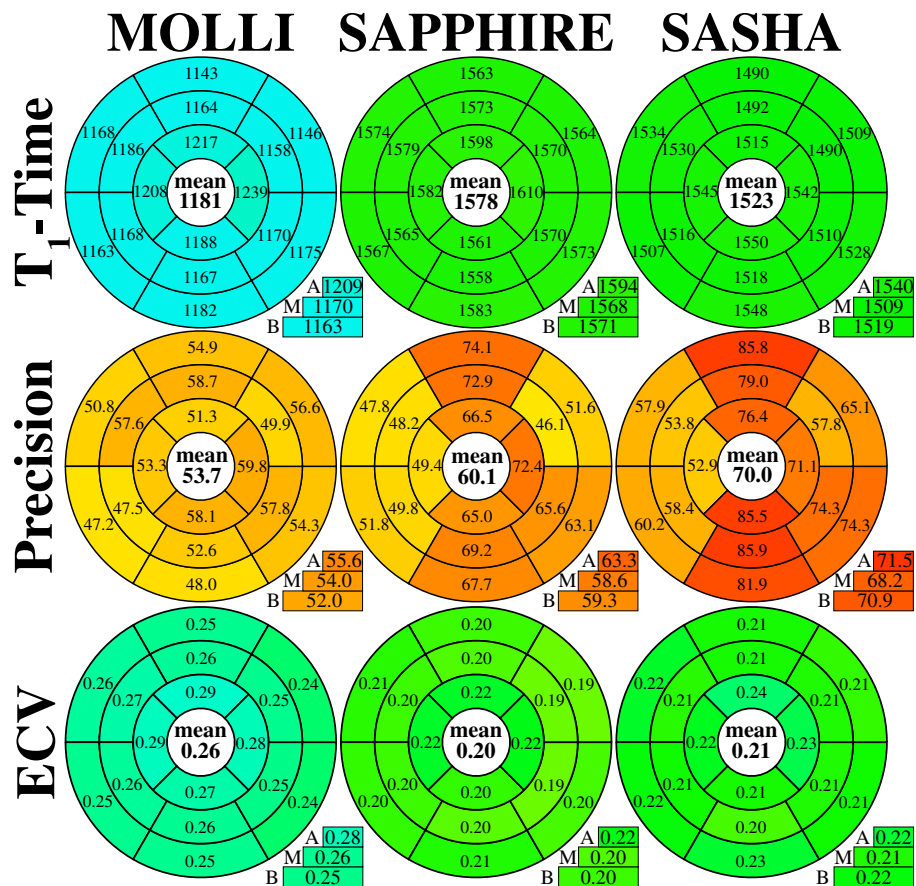 MOLLI SAPPHIRE SASHA
T1-Time
1143
1164
1217
1168 1186 1208
mean
1181
1239 1158 1146
1163 1168
1188
1170 1175
1167
1182
A 1209
M 1170
B 1163
1563
1573
1598
1574 1579 1582
mean
1578
1610 1570 1564
1567 1565
1561
1570 1573
1558
1583
A 1594
M 1568
B 1571
1490
1492
1515
1534 1530 1545
mean
1523
1542 1490 1509
1507 1516
1550
1510 1528
1518
1548
A 1540
M 1509
B 1519
Precision
54.9
58.7
51.3
50.8 57.6 53.3
mean
53.7
59.8 49.9 56.6
47.2 47.5
58.1
57.8 54.3
52.6
48.0
A 55.6
M 54.0
B 52.0
74.1
72.9
66.5
47.8 48.2 49.4
mean
60.1
72.4 46.1 51.6
51.8 49.8
65.0
65.6 63.1
69.2
67.7
A 63.3
M 58.6
B 59.3
85.8
79.0
76.4
57.9 53.8 52.9
mean
70.0
71.1 57.8 65.1
60.2 58.4
85.5
74.3 74.3
85.9
81.9
A 71.5
M 68.2
B 70.9
ECV
0.25
0.26
0.29
0.26 0.27 0.29
mean
0.26
0.28 0.25 0.24
0.25 0.26
0.27
0.25 0.24
0.26
0.25
A 0.28
M 0.26
B 0.25
0.20
0.20
0.22
0.21 0.20 0.22
mean
0.20
0.22 0.19 0.19
0.20 0.20
0.20
0.19 0.20
0.20
0.21
A 0.22
M 0.20
B 0.20
0.21
0.21
0.24
0.22 0.21 0.22
mean
0.21
0.23 0.21 0.21
0.22 0.21
0.21
0.21 0.21
0.20
0.23
A 0.22
M 0.21
B 0.22